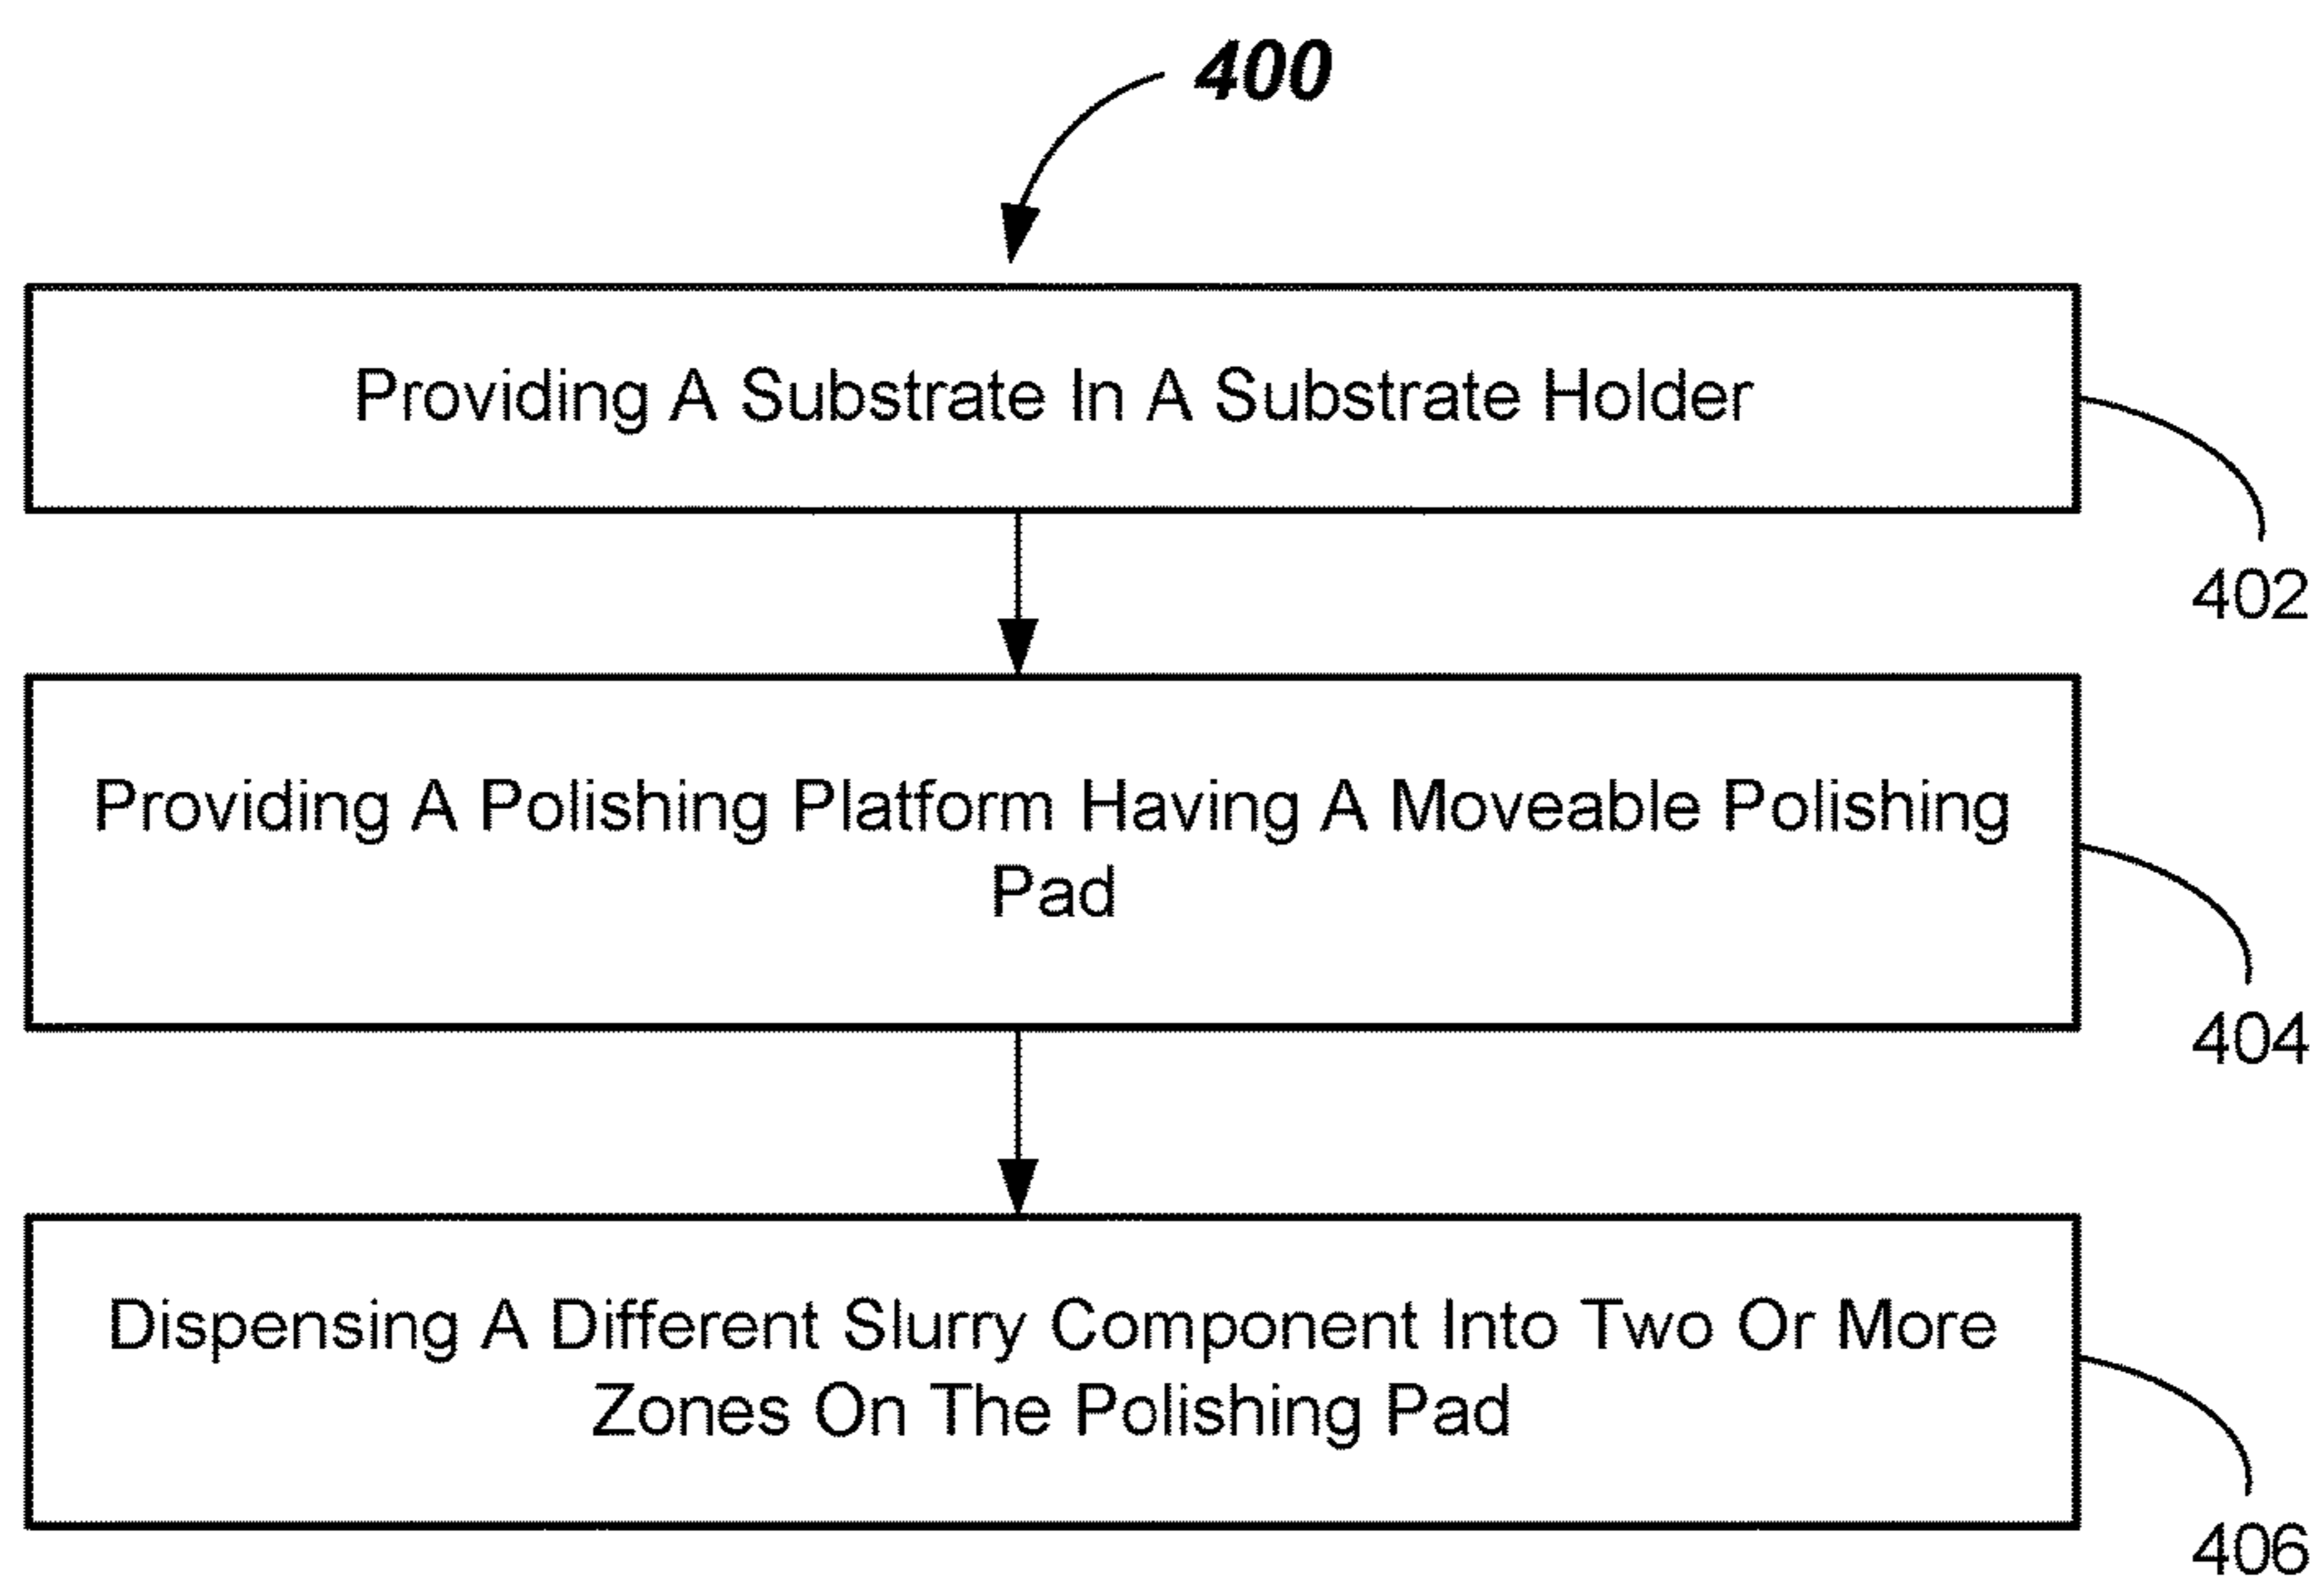 400
Providing A Substrate In A Substrate Holder
402
Providing A Polishing Platform Having A Moveable Polishing
Pad
404
Dispensing A Different Slurry Component Into Two Or More
Zones On The Polishing Pad
406